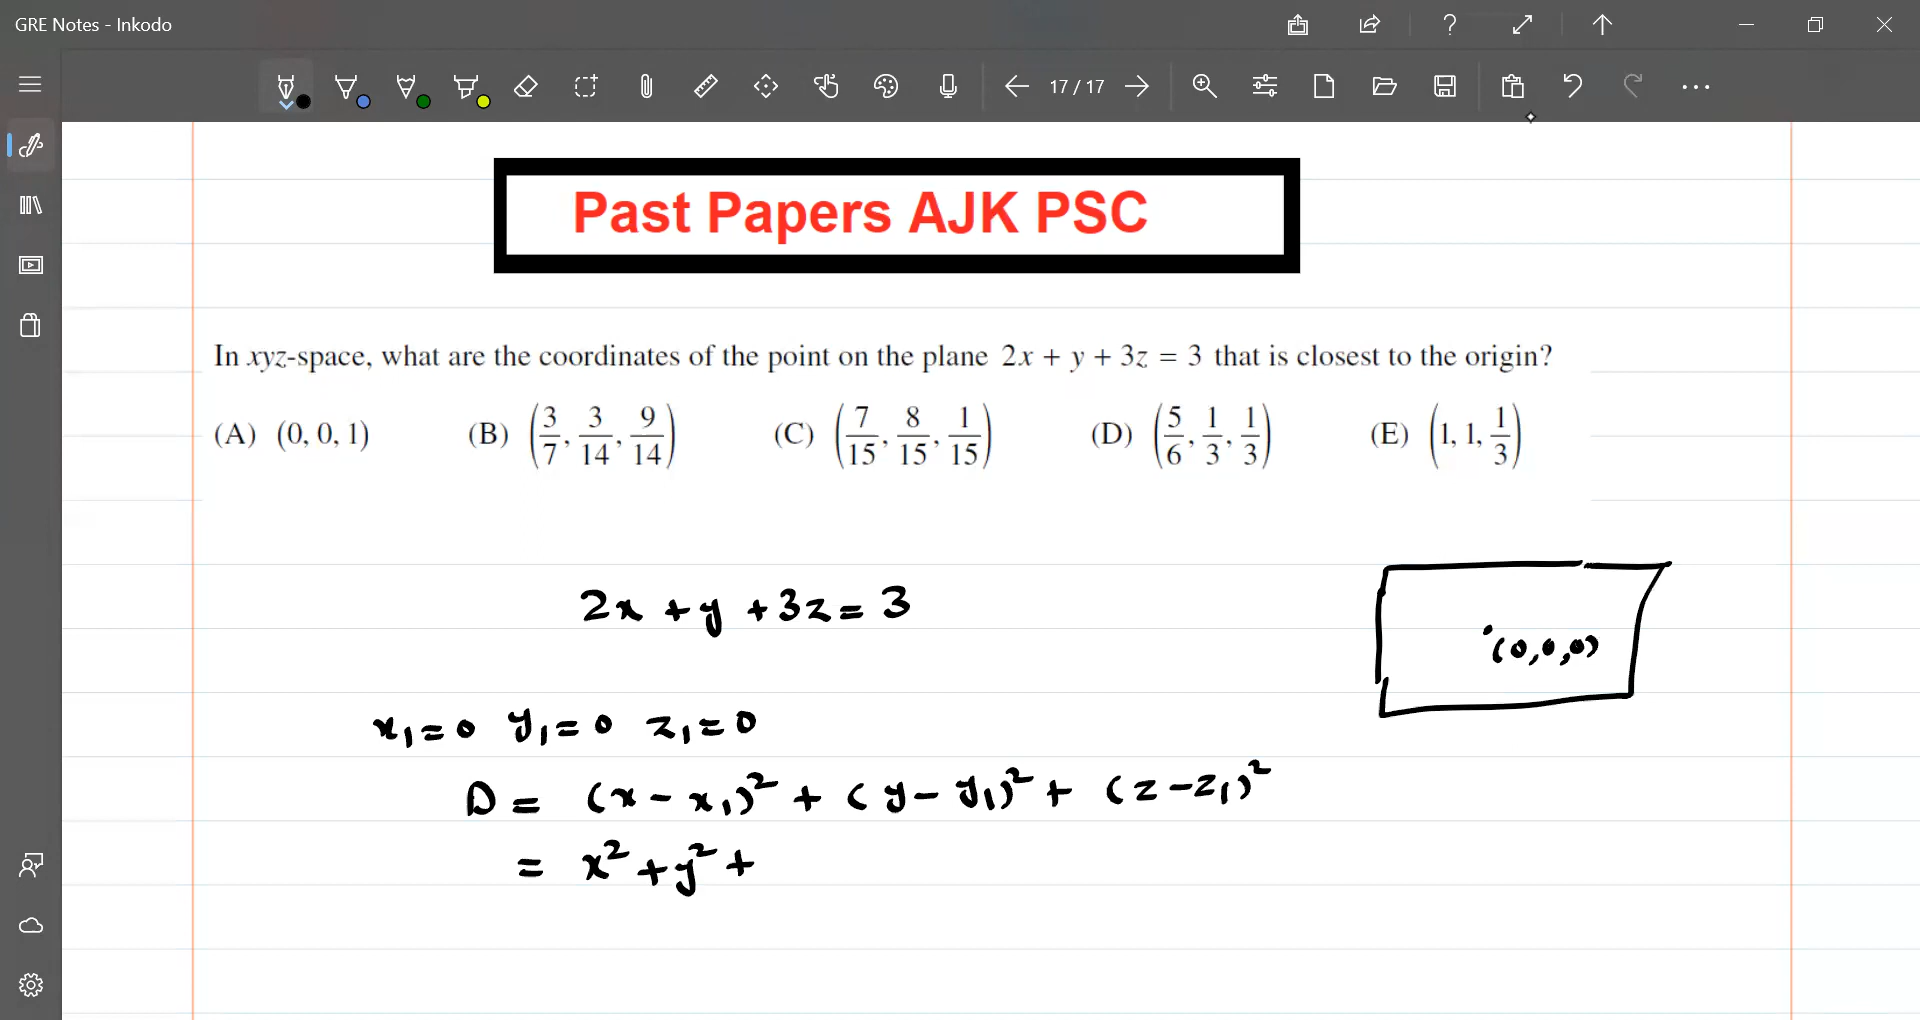 GRE Notes - Inkodo
17 / 17
Past Papers AJK PSC
In xyz-space, what are the coordinates of the point on the plane 2x + y + 3z = 3 that is closest to the origin?
(A) (0, 0, 1) (B) (3/7, 3/14, 9/14) (C) (7/15, 8/15, 1/15) (D) (5/6, 1/3, 1/3) (E) (1, 1, 1/3)
2x + y + 3z = 3
(0,0,0)
x₁ = 0 y₁ = 0 z₁ = 0
D = (x - x₁)² + (y - y₁)² + (z - z₁)²
= x² + y² +